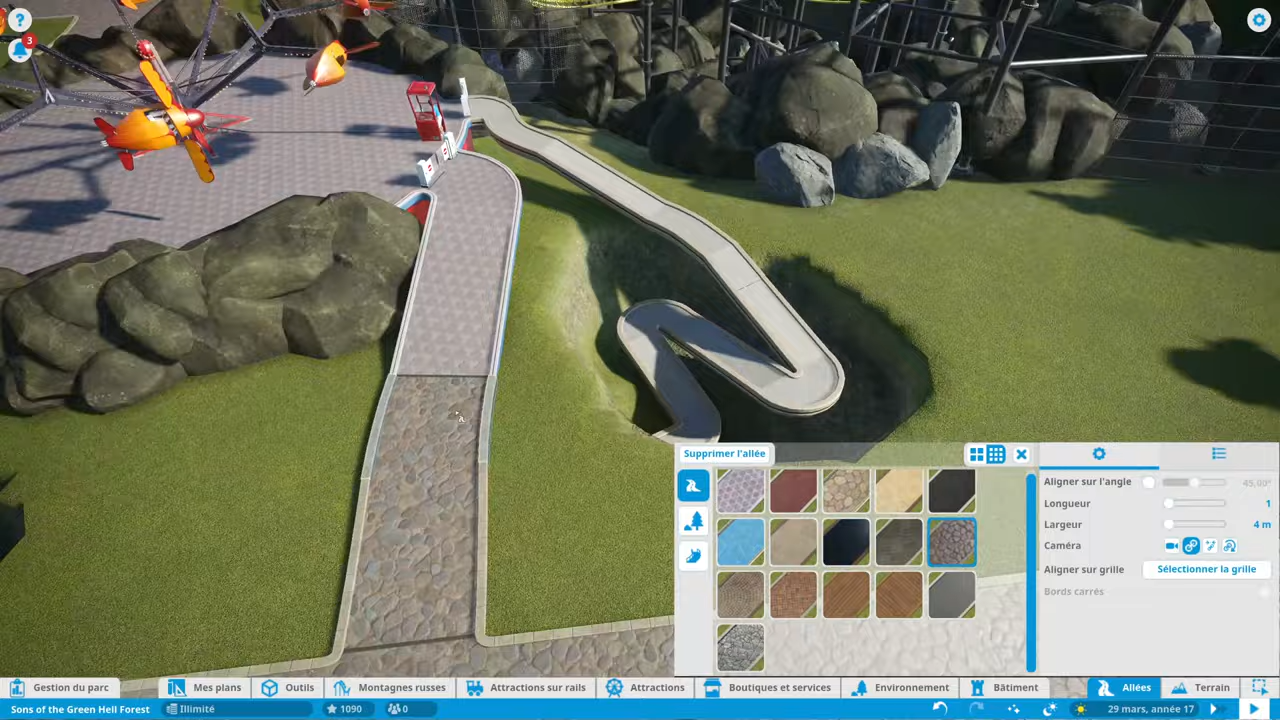 ?
3
Supprimer l'allée
Aligner sur l'angle 45,00°
Longueur 1
Largeur 4 m
Caméra
Aligner sur grille Sélectionner la grille
Bords carrés
Gestion du parc Mes plans Outils Montagnes russes Attractions sur rails Attractions Boutiques et services Environnement Bâtiment Allées Terrain
Sons of the Green Hell Forest Illimité 1090 0 29 mars, année 17